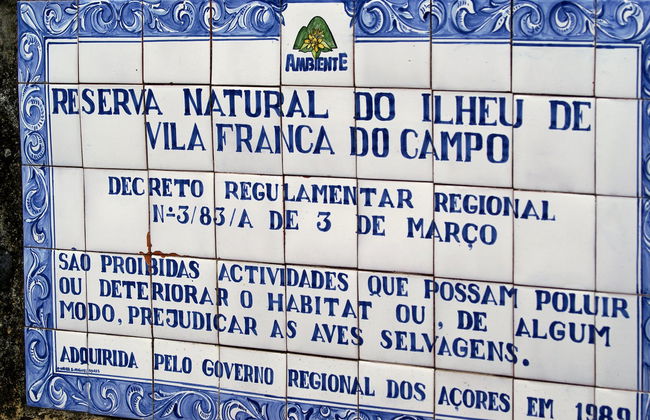 AMBIENTE
RESERVA NATURAL DO ILHEU DE
VILA FRANCA DO CAMPO
DECRETO REGULAMENTAR REGIONAL
Nº 3/83/A DE 3 DE MARÇO
SÃO PROIBIDAS ACTIVIDADES QUE POSSAM POLUIR
OU DETERIORAR O HABITAT OU, DE ALGUM
MODO, PREJUDICAR AS AVES SELVAGENS.
ADQUIRIDA PELO GOVERNO REGIONAL DOS AÇORES EM 1989